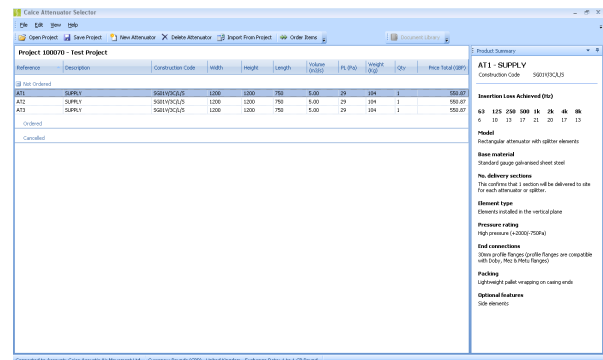 Caice Attenuator Selector
File Edit View Help
Open Project Save Project New Attenuator Delete Attenuator Import From Project Order Items Document Library
Project 100070 - Test Project
Reference Description Construction Code Width Height Length Volume (m3/s) PL (Pa) Weight (Kg) Qty Price Total (GBP)
Not Ordered
AT1 SUPPLY SG01V/3C/L/S 1200 1200 750 5.00 29 104 1 550.87
AT2 SUPPLY SG01V/3C/L/S 1200 1200 750 5.00 29 104 1 550.87
AT3 SUPPLY SG01V/3C/L/S 1200 1200 750 5.00 29 104 1 550.87
Ordered
Cancelled
Product Summary
AT1 - SUPPLY
Construction Code SG01V/3C/L/S
Insertion Loss Achieved (Hz)
63 125 250 500 1k 2k 4k 8k
6 10 13 17 21 20 17 13
Model
Rectangular attenuator with splitter elements
Base material
Standard gauge galvanised sheet steel
No. delivery sections
This confirms that 1 section will be delivered to site
for each attenuator or splitter.
Element type
Elements installed in the vertical plane
Pressure rating
High pressure (+2000/-750Pa)
End connections
30mm profile flanges (profile flanges are compatible
with Doby, Mez & Metu flanges)
Packing
Lightweight pallet wrapping on casing ends
Optional features
Side elements